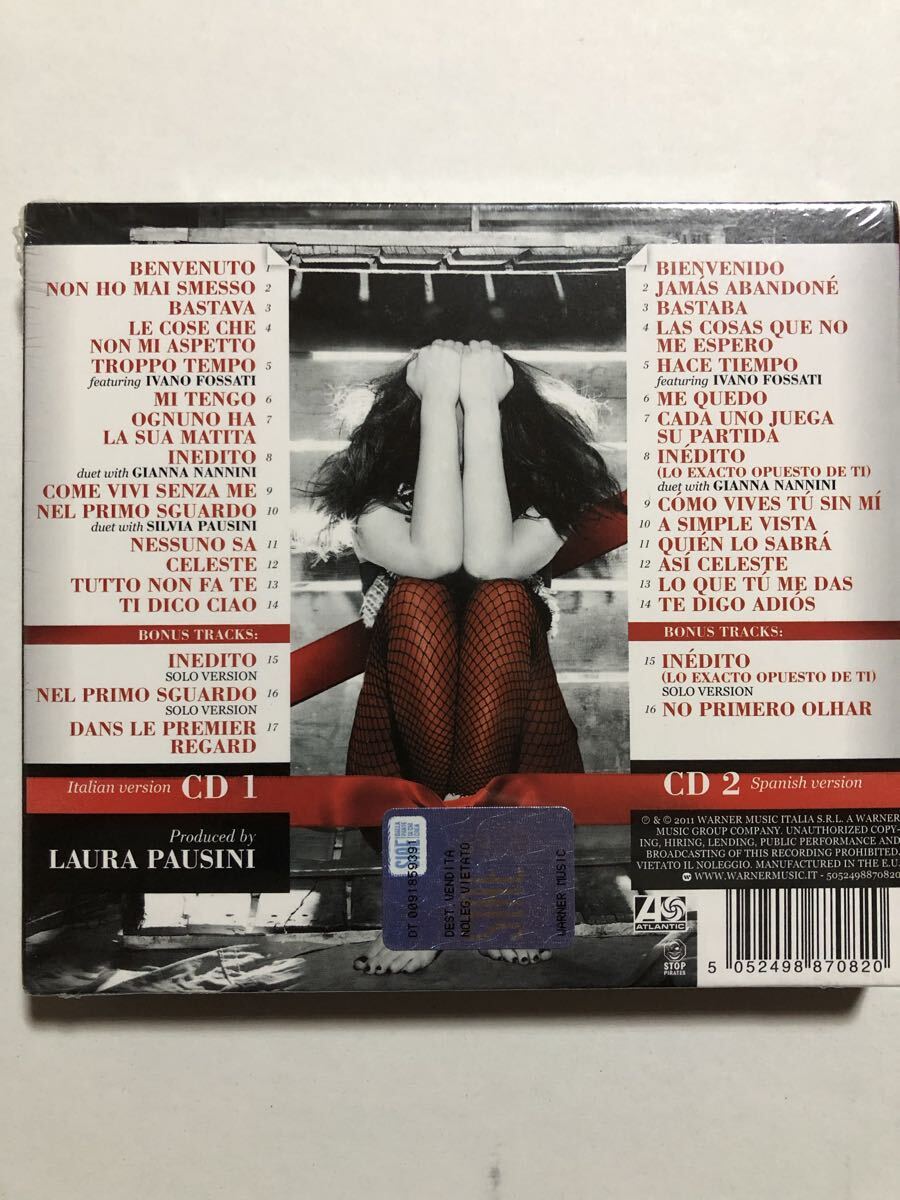 BENVENUTO 1
NON HO MAI SMESSO 2
BASTAVA 3
LE COSE CHE 4
NON MI ASPETTO
TROPPO TEMPO 5
featuring IVANO FOSSATI
MI TENGO 6
OGNUNO HA 7
LA SUA MATITA
INEDITO 8
duet with GIANNA NANNINI
COME VIVI SENZA ME 9
NEL PRIMO SGUARDO 10
duet with SILVIA PAUSINI
NESSUNO SA 11
CELESTE 12
TUTTO NON FA TE 13
TI DICO CIAO 14
BONUS TRACKS:
INEDITO 15
SOLO VERSION
NEL PRIMO SGUARDO 16
SOLO VERSION
DANS LE PREMIER 17
REGARD
Italian version CD 1
Produced by
LAURA PAUSINI
1 BIENVENIDO
2 JAMÁS ABANDONÉ
3 BASTABA
4 LAS COSAS QUE NO
ME ESPERO
5 HACE TIEMPO
featuring IVANO FOSSATI
6 ME QUEDO
7 CADA UNO JUEGA
SU PARTIDA
8 INÉDITO
(LO EXACTO OPUESTO DE TI)
duet with GIANNA NANNINI
9 CÓMO VIVES TÚ SIN MÍ
10 A SIMPLE VISTA
11 QUIÉN LO SABRÁ
12 ASÍ CELESTE
13 LO QUE TÚ ME DAS
14 TE DIGO ADIÓS
BONUS TRACKS:
15 INÉDITO
(LO EXACTO OPUESTO DE TI)
SOLO VERSION
16 NO PRIMERO OLHAR
CD 2 Spanish version
℗ & © 2011 WARNER MUSIC ITALIA S.R.L. A WARNER
MUSIC GROUP COMPANY. UNAUTHORIZED COPY-
ING, HIRING, LENDING, PUBLIC PERFORMANCE AND
BROADCASTING OF THIS RECORDING PROHIBITED.
VIETATO IL NOLEGGIO. MANUFACTURED IN THE E.U.
WWW.WARNERMUSIC.IT - 5052498870820
SIAE
DALLA
PARTE
DI CHI
CREA
DT 0091859391
DEST.VENDITA
NOLEG.VIETATO
WARNER MUSIC
ATLANTIC
STOP
PIRATES
5 052498 870820